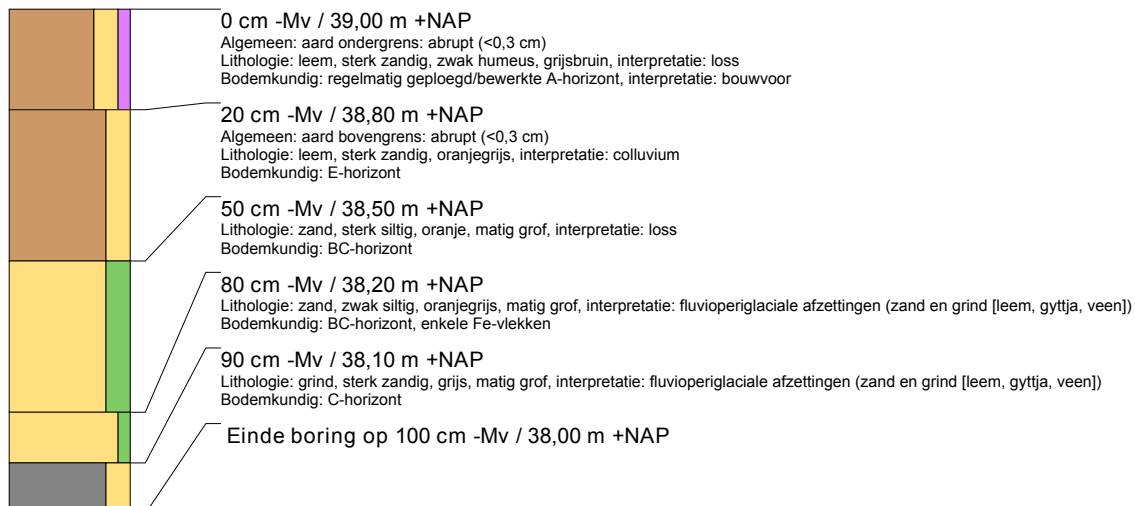 0 cm -Mv / 39,00 m +NAP
Algemeen: aard ondergrens: abrupt (<0,3 cm)
Lithologie: leem, sterk zandig, zwak humeus, grijsbruin, interpretatie: loss
Bodemkundig: regelmatig geploegd/bewerkte A-horizont, interpretatie: bouwvoor
20 cm -Mv / 38,80 m +NAP
Algemeen: aard bovengrens: abrupt (<0,3 cm)
Lithologie: leem, sterk zandig, oranjegrijs, interpretatie: colluvium
Bodemkundig: E-horizont
50 cm -Mv / 38,50 m +NAP
Lithologie: zand, sterk siltig, oranje, matig grof, interpretatie: loss
Bodemkundig: BC-horizont
80 cm -Mv / 38,20 m +NAP
Lithologie: zand, zwak siltig, oranjegrijs, matig grof, interpretatie: fluvioperiglaciale afzettingen (zand en grind [leem, gyttja, veen])
Bodemkundig: BC-horizont, enkele Fe-vlekken
90 cm -Mv / 38,10 m +NAP
Lithologie: grind, sterk zandig, grijs, matig grof, interpretatie: fluvioperiglaciale afzettingen (zand en grind [leem, gyttja, veen])
Bodemkundig: C-horizont
Einde boring op 100 cm -Mv / 38,00 m +NAP